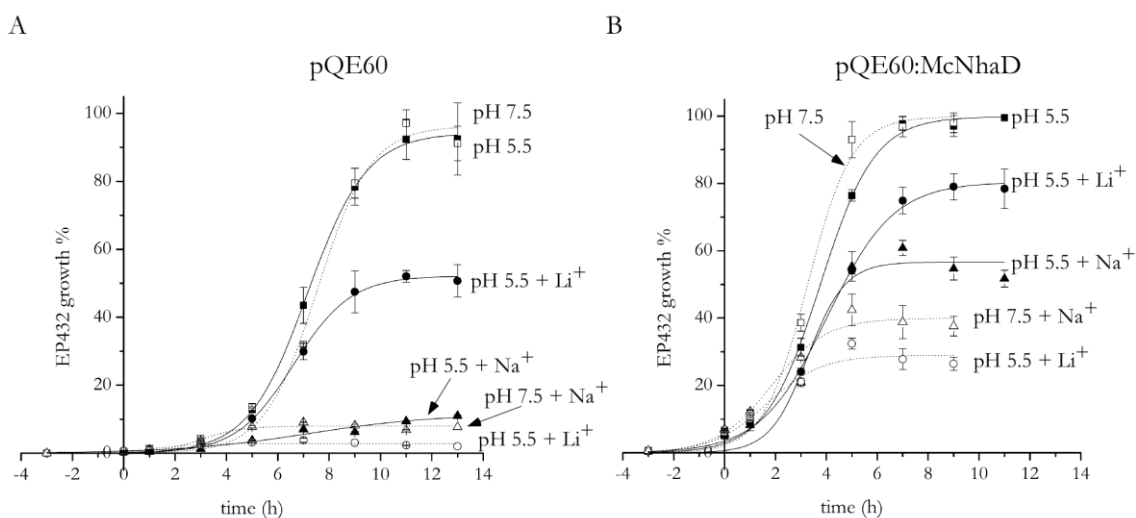 A
pQE60
EP432 growth %
100
80
60
40
20
0
pH 7.5
pH 5.5
pH 5.5 + Li⁺
pH 5.5 + Na⁺
pH 7.5 + Na⁺
pH 5.5 + Li⁺
-4 -2 0 2 4 6 8 10 12 14
time (h)
B
pQE60:McNhaD
EP432 growth %
100
80
60
40
20
0
pH 7.5
pH 5.5
pH 5.5 + Li⁺
pH 5.5 + Na⁺
pH 7.5 + Na⁺
pH 5.5 + Li⁺
-4 -2 0 2 4 6 8 10 12 14
time (h)